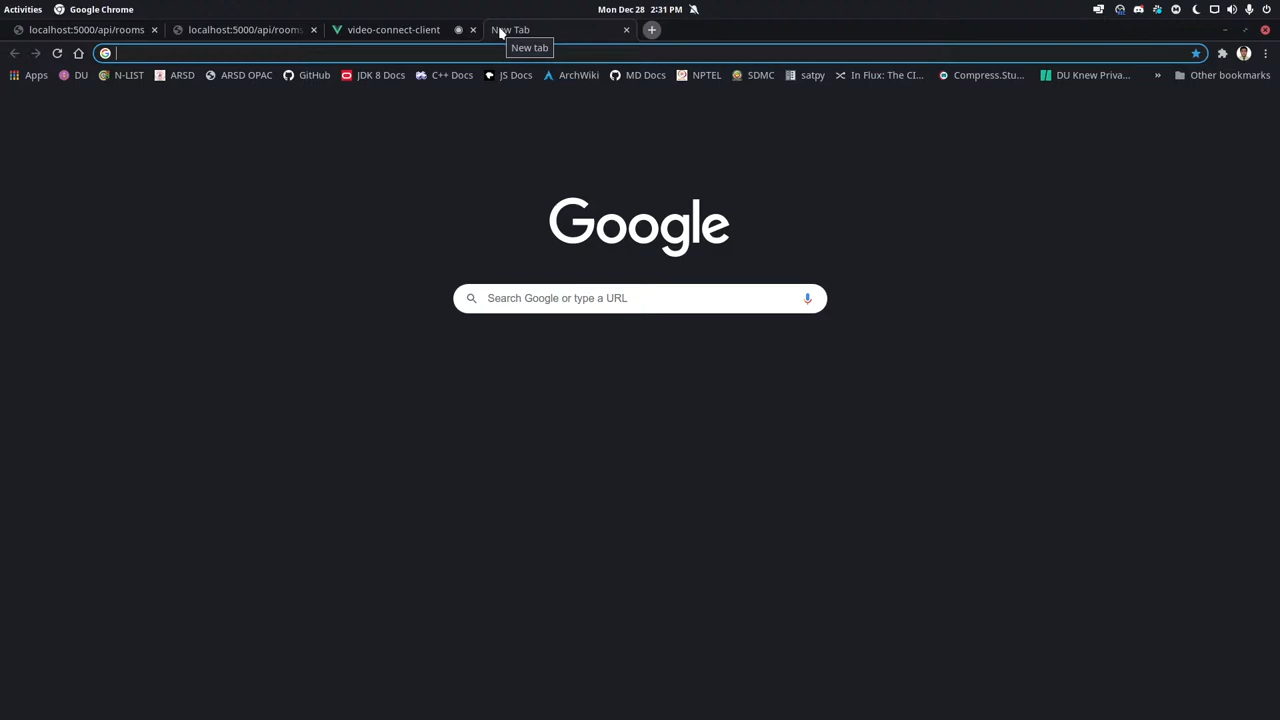 Activities Google Chrome Mon Dec 28 2:31 PM
localhost:5000/api/rooms localhost:5000/api/rooms video-connect-client New Tab
New tab
Apps DU N-LIST ARSD ARSD OPAC GitHub JDK 8 Docs C++ Docs JS Docs ArchWiki MD Docs NPTEL SDMC satpy In Flux: The CI... Compress.Stu... DU Knew Priva... » Other bookmarks
Google
Search Google or type a URL